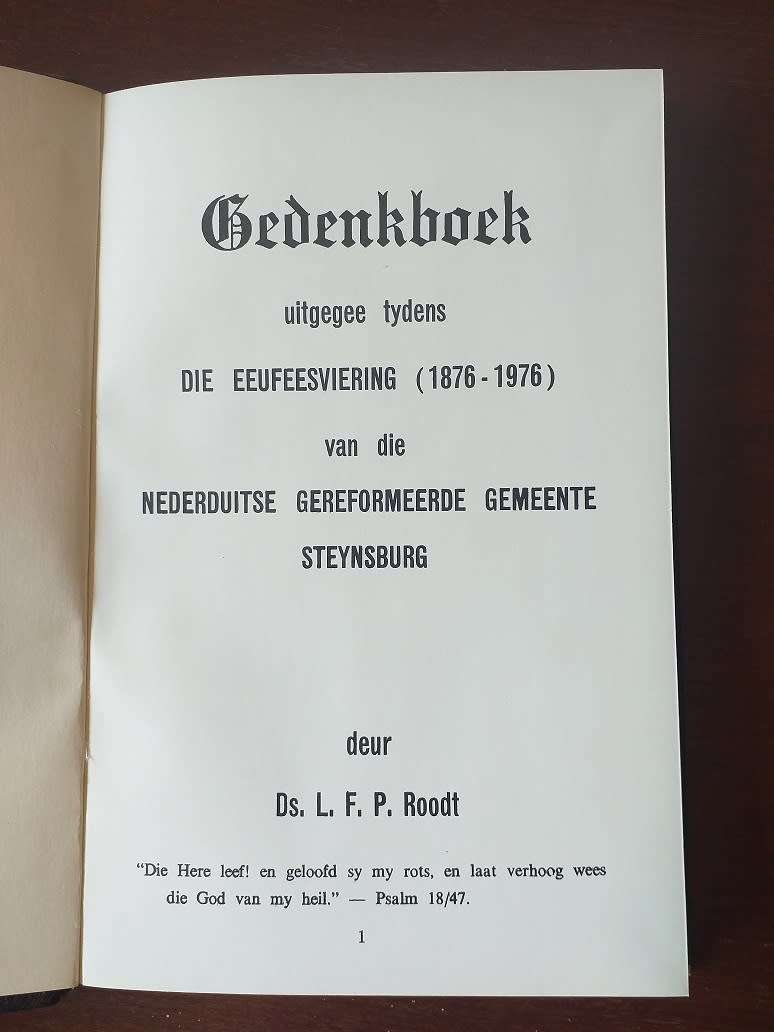 Gedenkboek
uitgegee tydens
DIE EEUFEESVIERING (1876-1976)
van die
NEDERDUITSE GEREFORMEERDE GEMEENTE
STEYNSBURG
deur
Ds. L. F. P. Roodt
"Die Here leef! en geloofd sy my rots, en laat verhoog wees
die God van my heil." — Psalm 18/47.
1